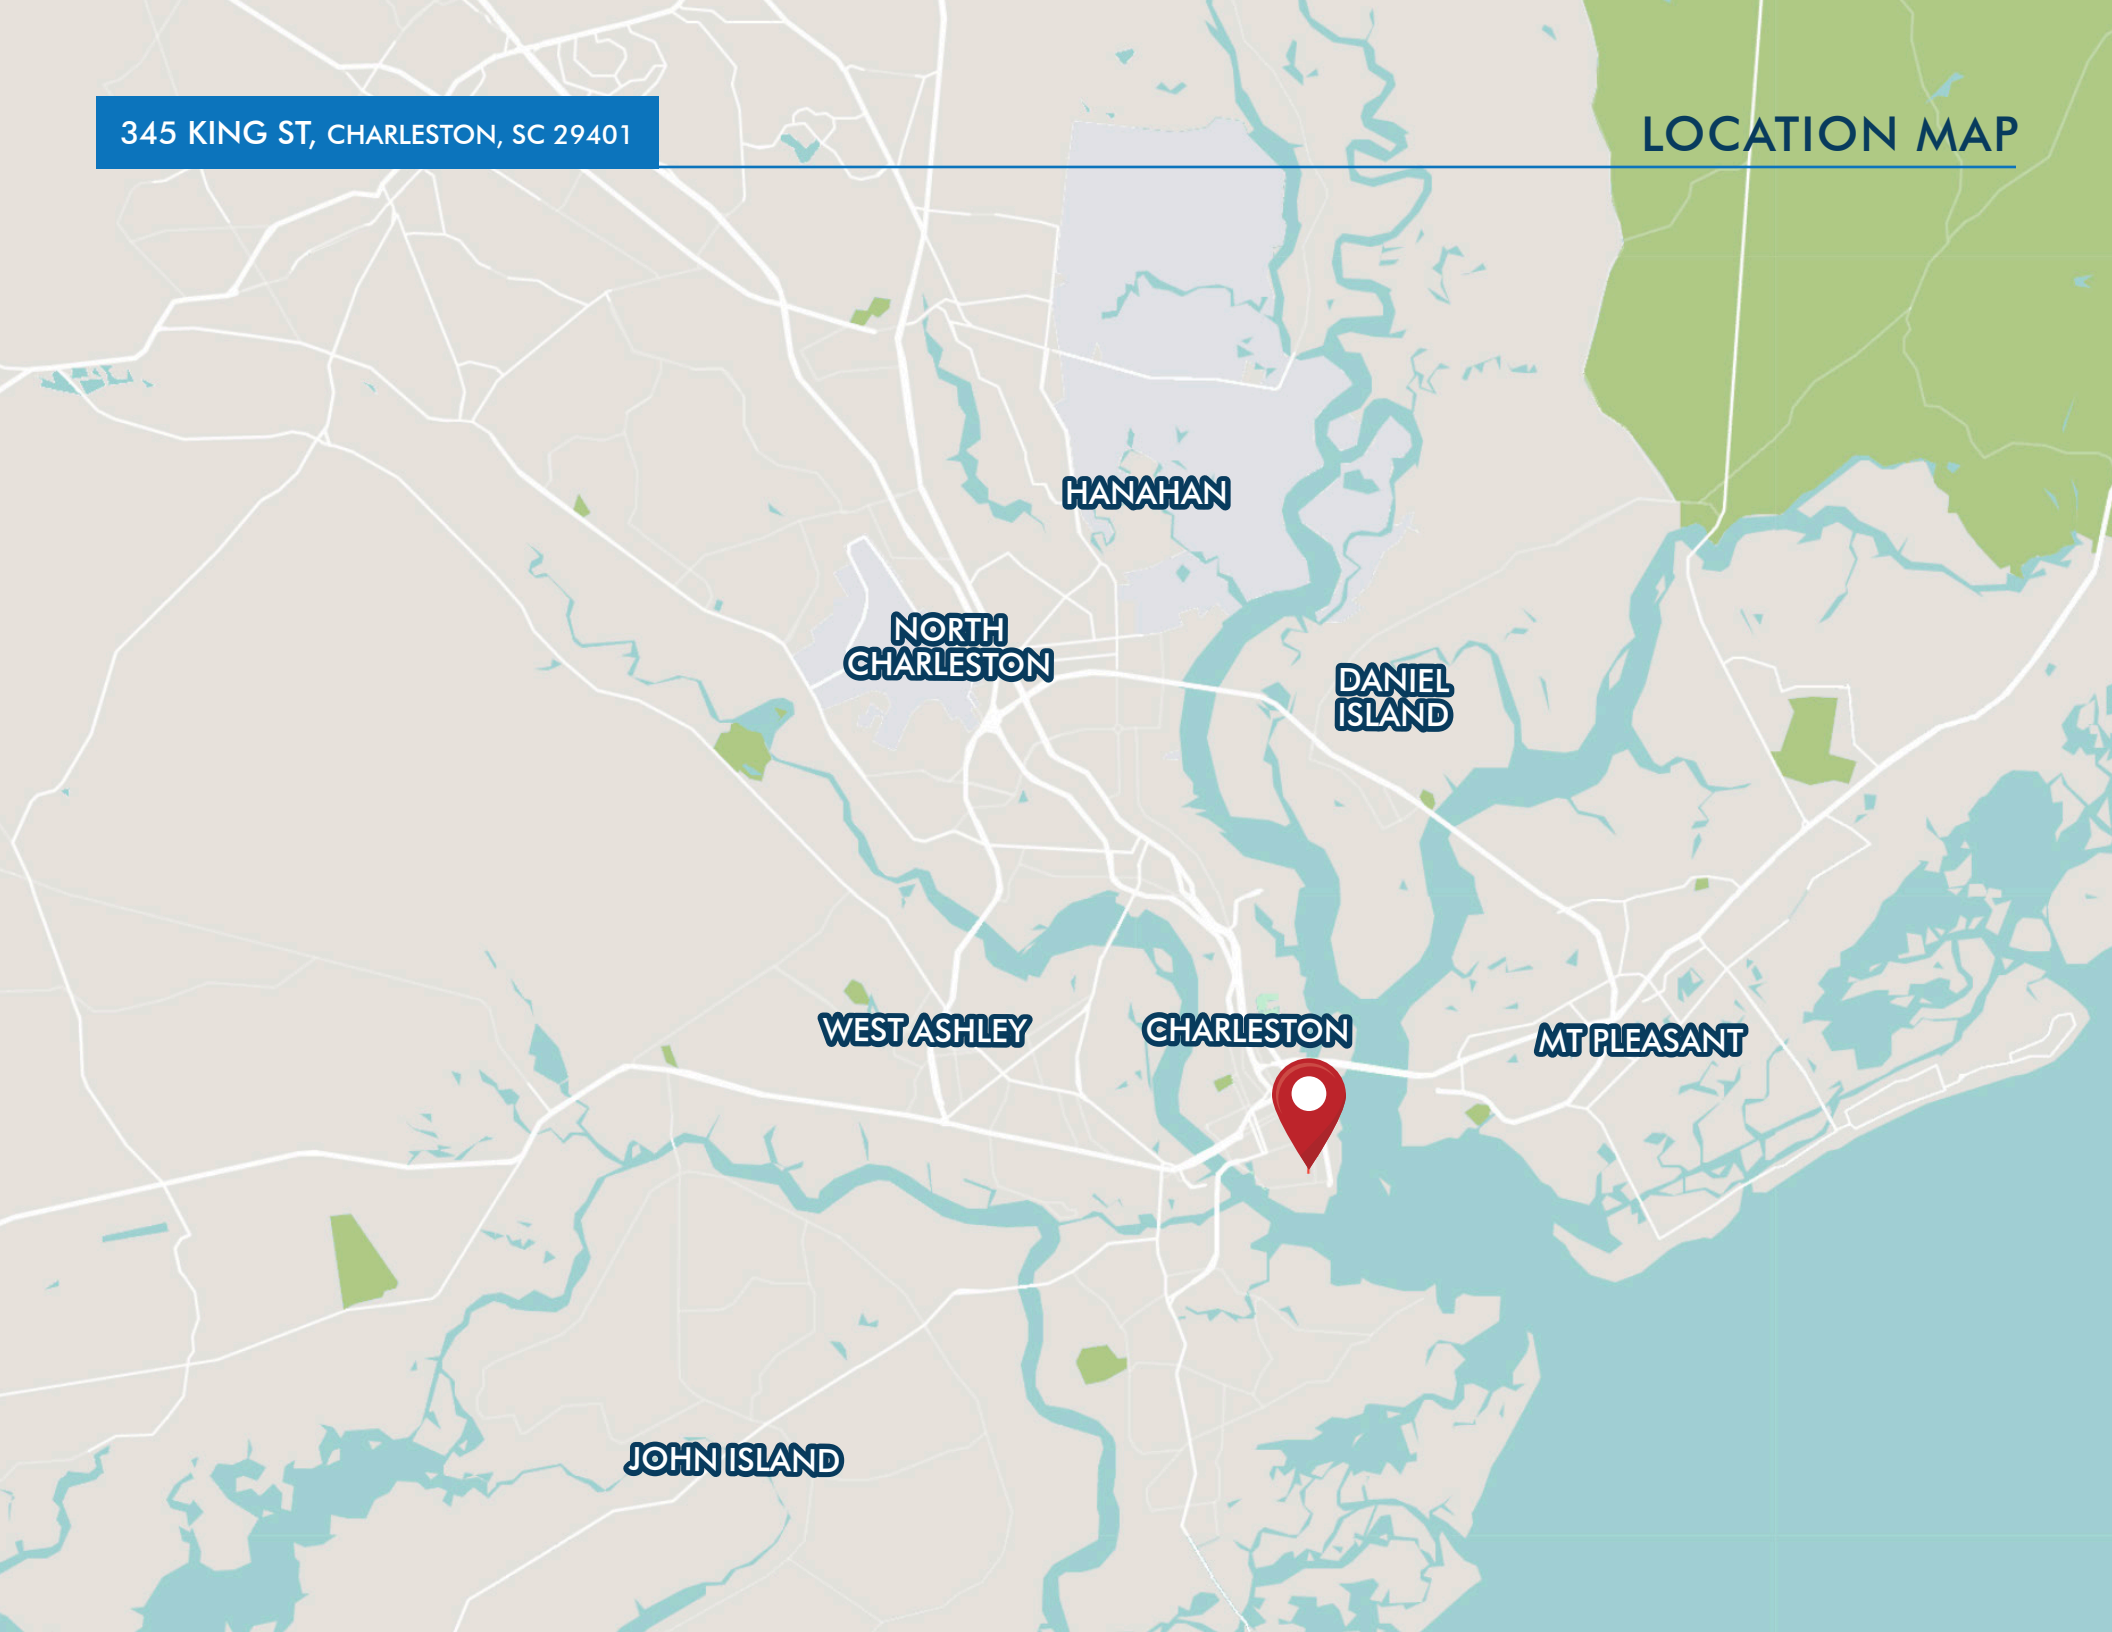 345 KING ST, CHARLESTON, SC 29401
LOCATION MAP
HANAHAN
NORTH
CHARLESTON
DANIEL
ISLAND
WEST ASHLEY
CHARLESTON
MT PLEASANT
JOHN ISLAND